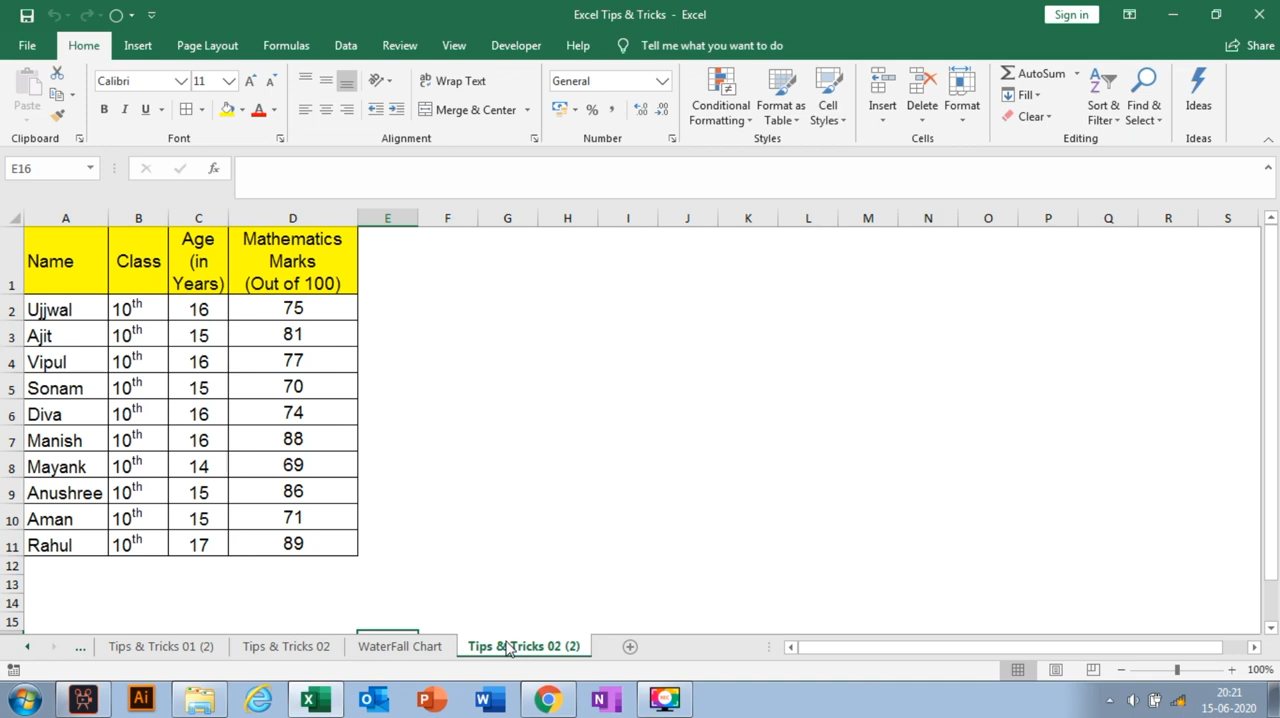 Excel Tips & Tricks - Excel
Sign in
File Home Insert Page Layout Formulas Data Review View Developer Help Tell me what you want to do Share
Paste
Calibri 11
B I U
Wrap Text
Merge & Center
General
Conditional Formatting
Format as Table
Cell Styles
Insert Delete Format
AutoSum
Fill
Clear
Sort & Filter
Find & Select
Ideas
Clipboard Font Alignment Number Styles Cells Editing Ideas
E16
fx
A B C D E F G H I J K L M N O P Q R S
1 Name Class Age (in Years) Mathematics Marks (Out of 100)
2 Ujjwal 10th 16 75
3 Ajit 10th 15 81
4 Vipul 10th 16 77
5 Sonam 10th 15 70
6 Diva 10th 16 74
7 Manish 10th 16 88
8 Mayank 10th 14 69
9 Anushree 10th 15 86
10 Aman 10th 15 71
11 Rahul 10th 17 89
12
13
14
15
... Tips & Tricks 01 (2) Tips & Tricks 02 WaterFall Chart Tips & Tricks 02 (2)
100%
20:21
15-06-2020